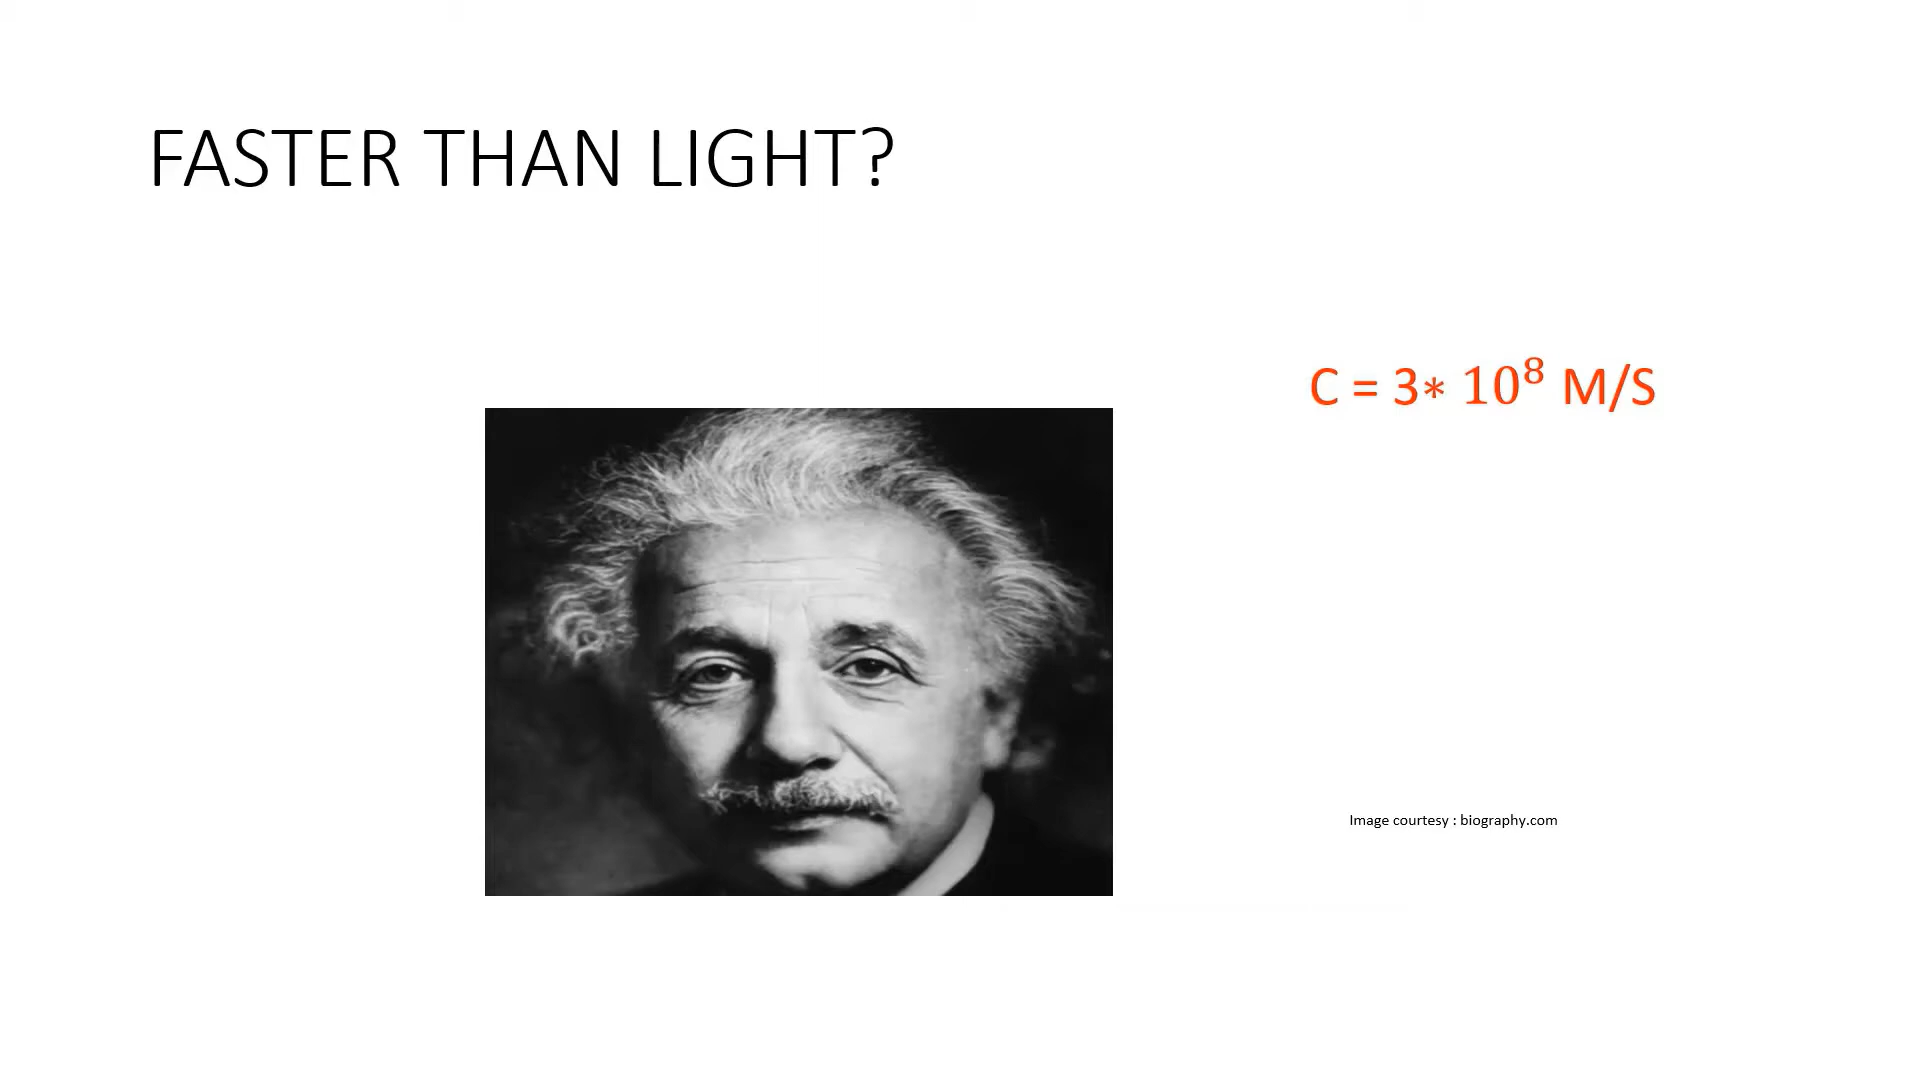 FASTER THAN LIGHT?
C = 3∗ 10⁸ M/S
Image courtesy : biography.com